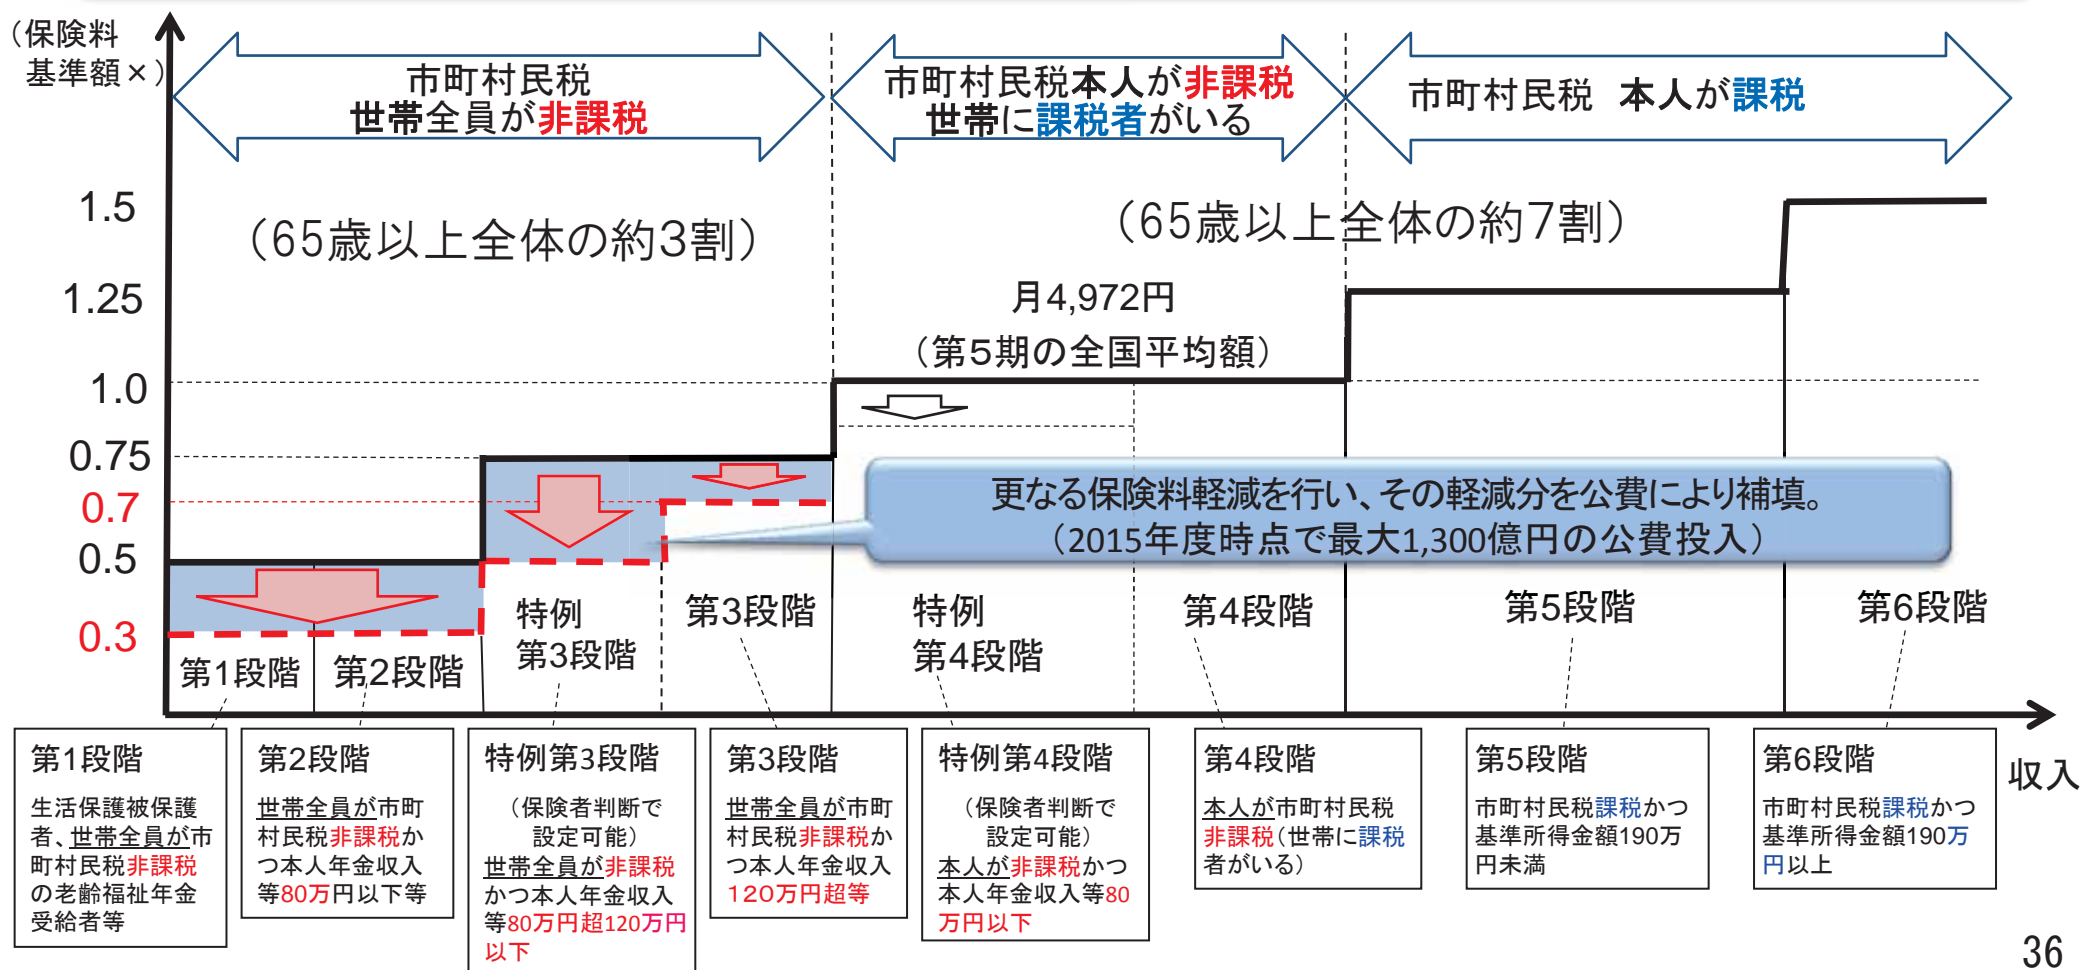 （保険料
基準額×）
市町村民税
世帯全員が非課税
市町村民税本人が非課税
世帯に課税者がいる
市町村民税 本人が課税
1.5
1.25
1.0
0.75
0.7
0.5
0.3
（65歳以上全体の約3割）
（65歳以上全体の約7割）
月4,972円
（第5期の全国平均額）
更なる保険料軽減を行い、その軽減分を公費により補填。
（2015年度時点で最大1,300億円の公費投入）
第1段階
第2段階
特例
第3段階
第3段階
特例
第4段階
第4段階
第5段階
第6段階
収入
第1段階
生活保護被保護
者、世帯全員が市
町村民税非課税
の老齢福祉年金
受給者等
第2段階
世帯全員が市町
村民税非課税か
つ本人年金収入
等80万円以下等
特例第3段階
（保険者判断で
設定可能）
世帯全員が非課税
かつ本人年金収入
等80万円超120万円
以下
第3段階
世帯全員が市町
村民税非課税か
つ本人年金収入
120万円超等
特例第4段階
（保険者判断で
設定可能）
本人が非課税かつ
本人年金収入等80
万円以下
第4段階
本人が市町村民税
非課税（世帯に課税
者がいる）
第5段階
市町村民税課税かつ
基準所得金額190万
円未満
第6段階
市町村民税課税かつ
基準所得金額190万
円以上
36